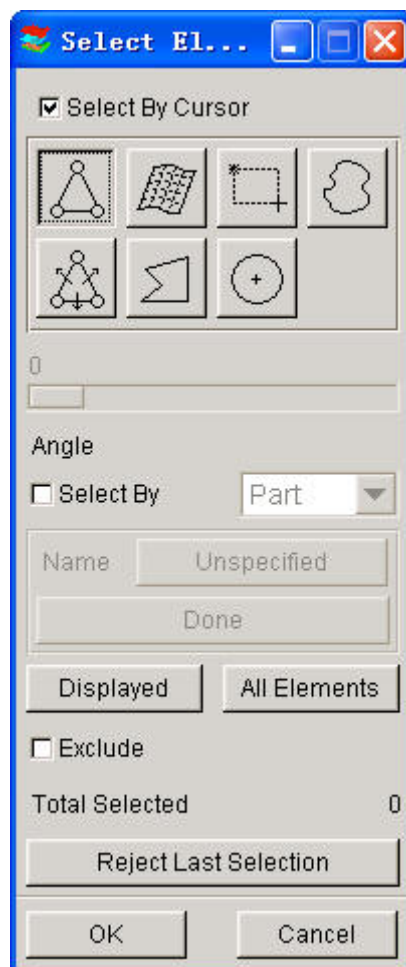 Select El...
Select By Cursor
0
Angle
Select By Part
Name Unspecified
Done
Displayed All Elements
Exclude
Total Selected 0
Reject Last Selection
OK Cancel